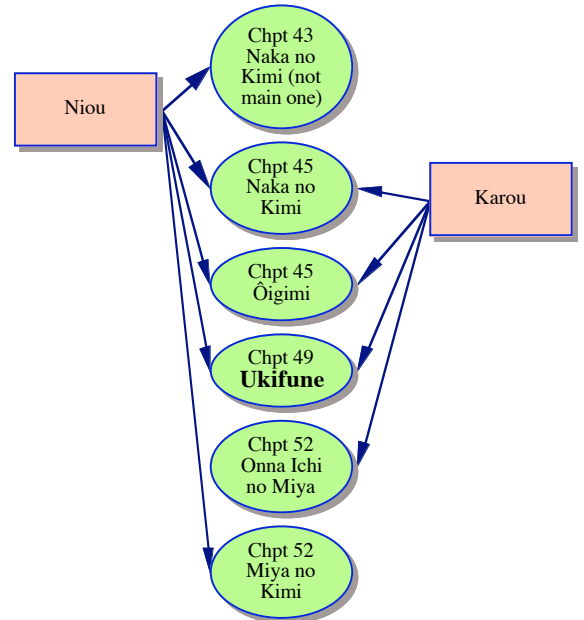 Chpt 43
Naka no
Kimi (not
main one)
Niou
Chpt 45
Naka no
Kimi
Karou
Chpt 45
Ôigimi
Chpt 49
Ukifune
Chpt 52
Onna Ichi
no Miya
Chpt 52
Miya no
Kimi